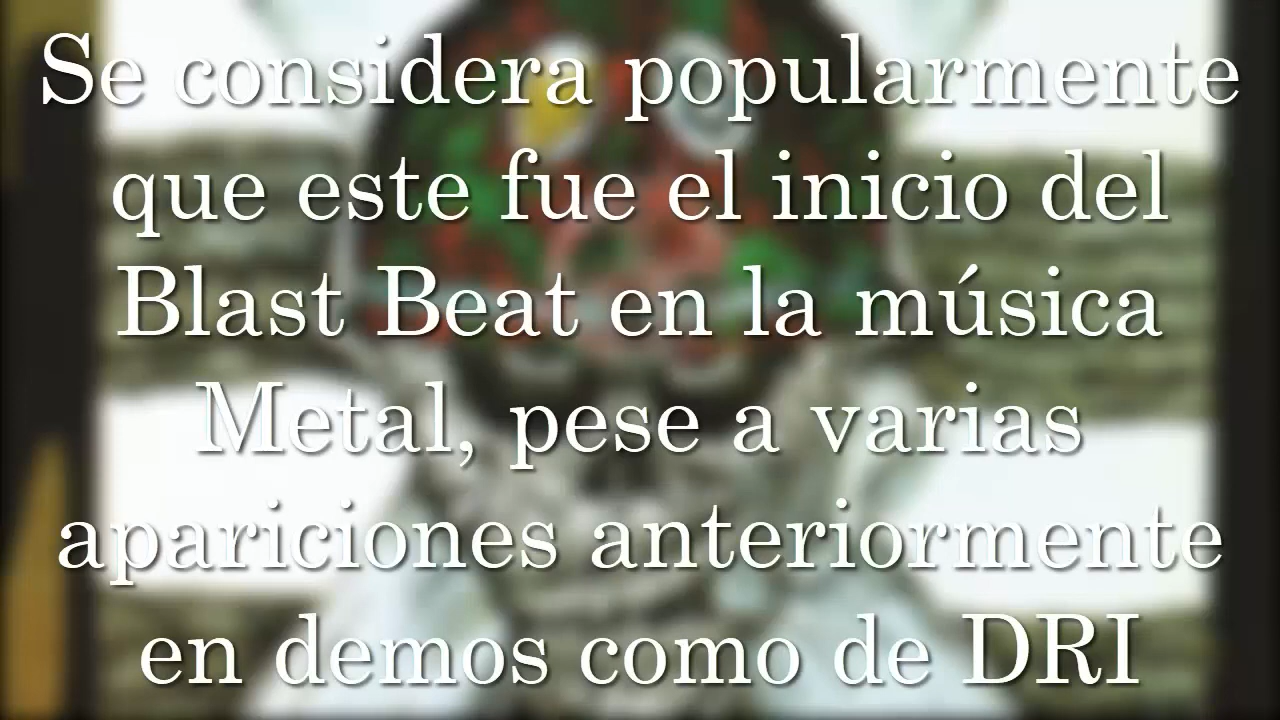 Se considera popularmente
que este fue el inicio del
Blast Beat en la música
Metal, pese a varias
apariciones anteriormente
en demos como de DRI